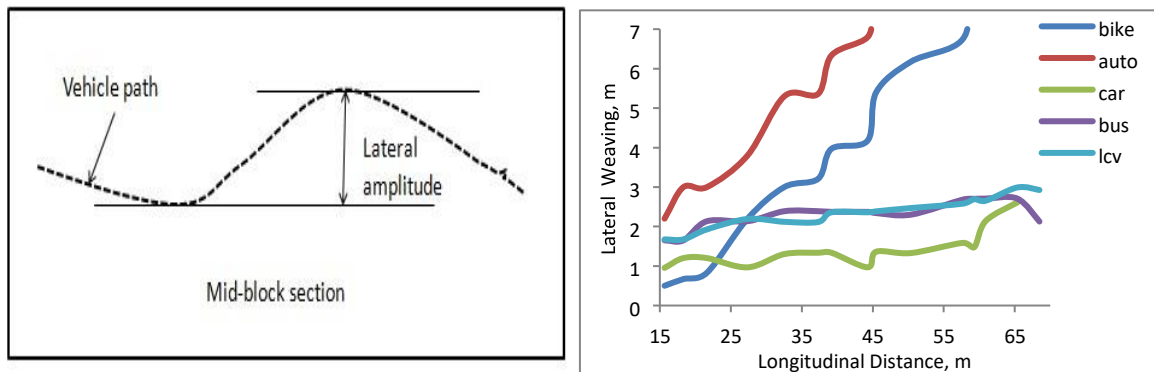 Vehicle path
Lateral
amplitude
Mid-block section
Lateral Weaving, m
7
6
5
4
3
2
1
0
15 25 35 45 55 65
Longitudinal Distance, m
bike
auto
car
bus
lcv